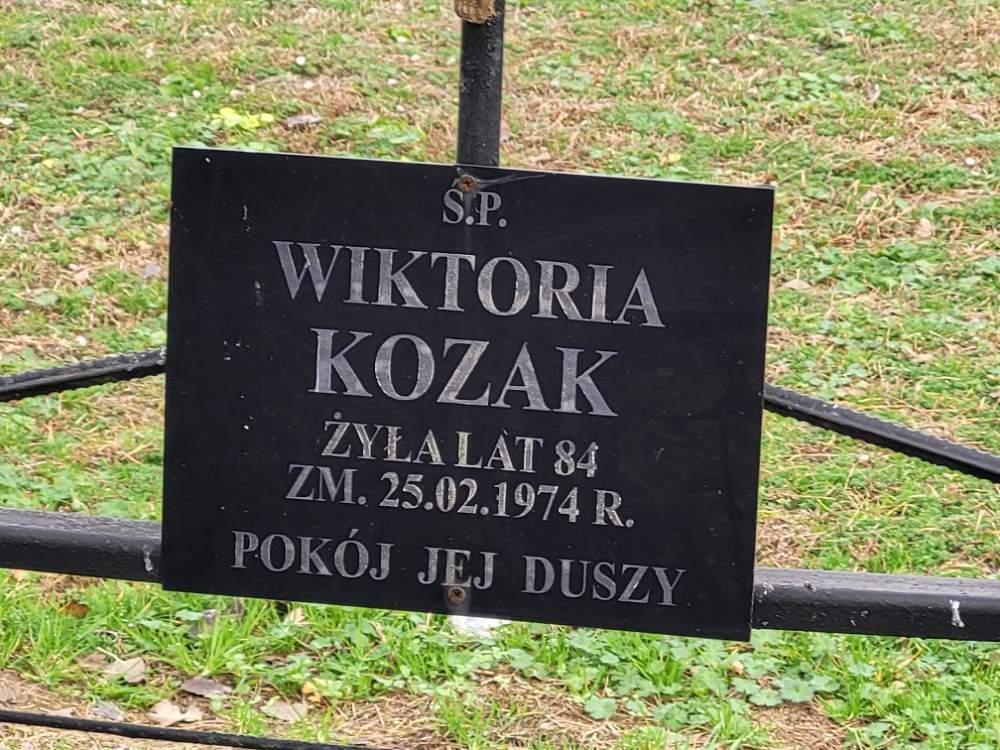 Ś.P.
WIKTORIA
KOZAK
ŻYŁA LAT 84
ZM. 25.02.1974 R.
POKÓJ JEJ DUSZY